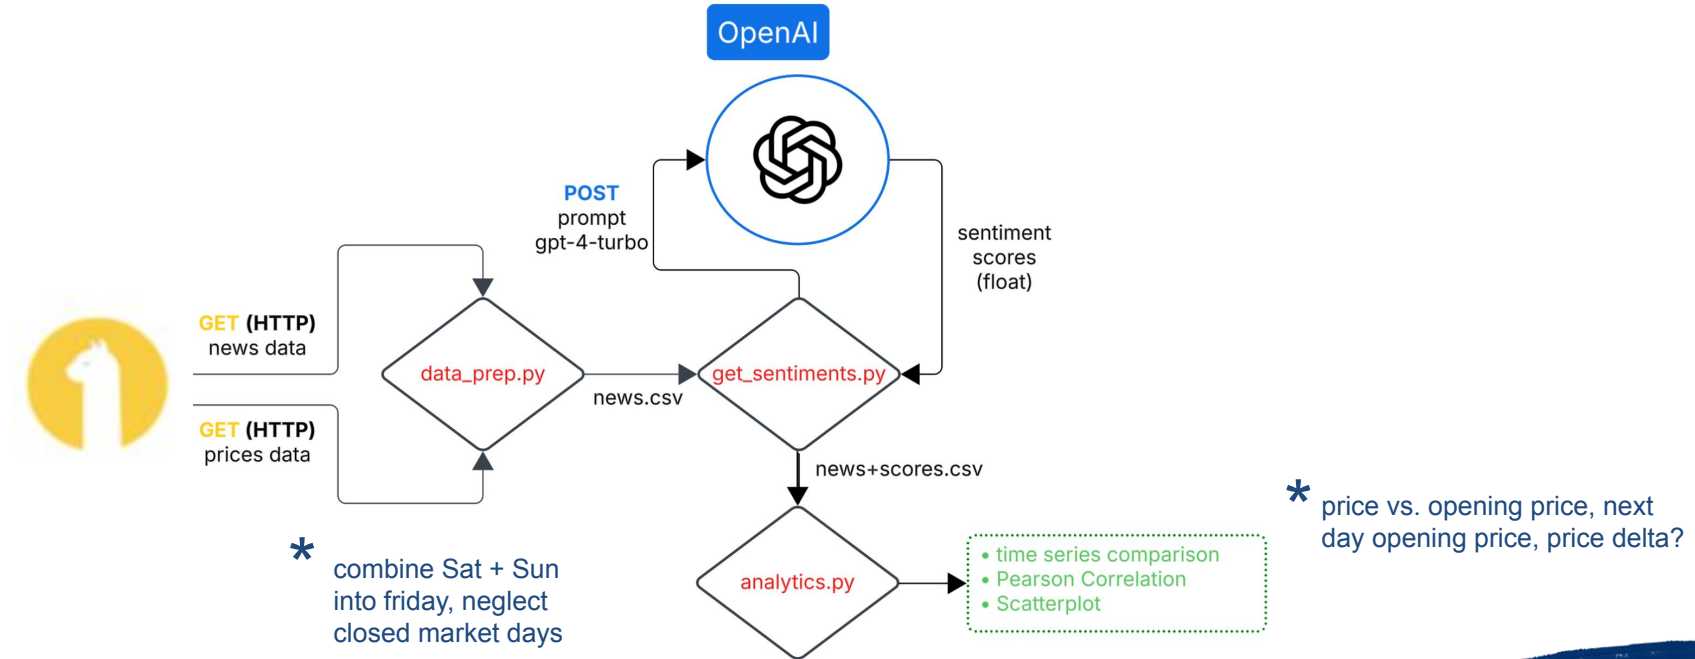 OpenAI
POST
prompt
gpt-4-turbo
sentiment
scores
(float)
GET (HTTP)
news data
data_prep.py
news.csv
get_sentiments.py
GET (HTTP)
prices data
news+scores.csv
* combine Sat + Sun
into friday, neglect
closed market days
analytics.py
• time series comparison
• Pearson Correlation
• Scatterplot
* price vs. opening price, next
day opening price, price delta?